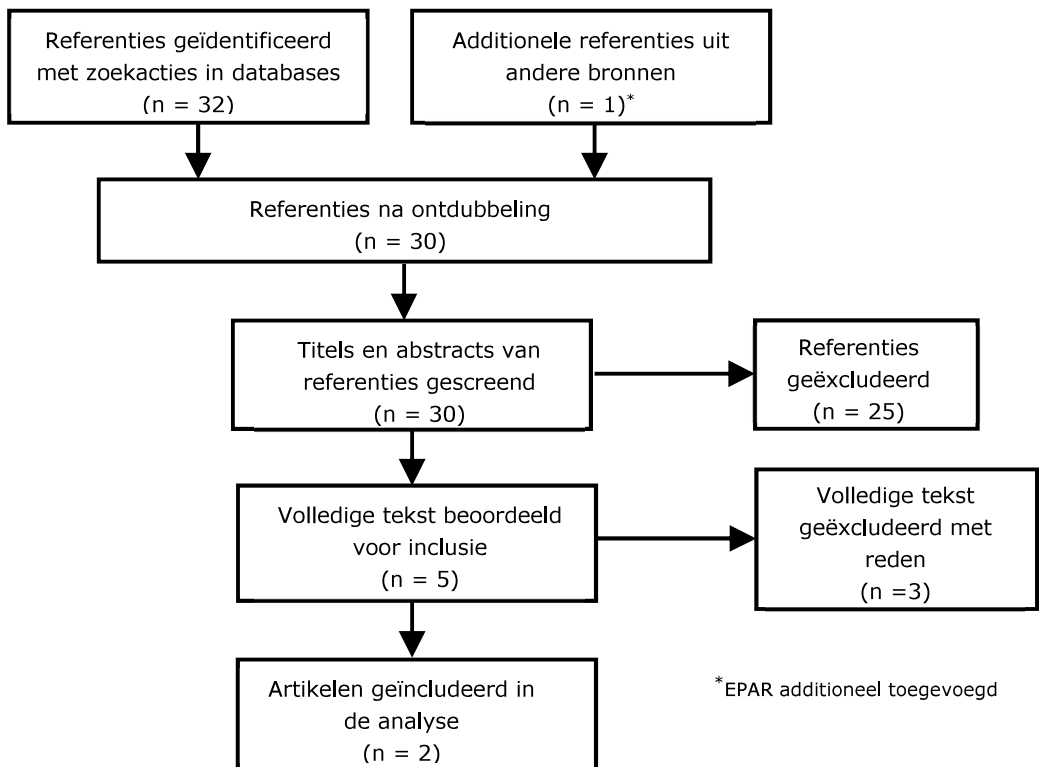 Referenties geïdentificeerd
met zoekacties in databases
(n = 32)
Additionele referenties uit
andere bronnen
(n = 1)*
Referenties na ontdubbeling
(n = 30)
Titels en abstracts van
referenties gescreend
(n = 30)
Referenties
geëxcludeerd
(n = 25)
Volledige tekst beoordeeld
voor inclusie
(n = 5)
Volledige tekst
geëxcludeerd met
reden
(n =3)
Artikelen geïncludeerd in
de analyse
(n = 2)
*EPAR additioneel toegevoegd